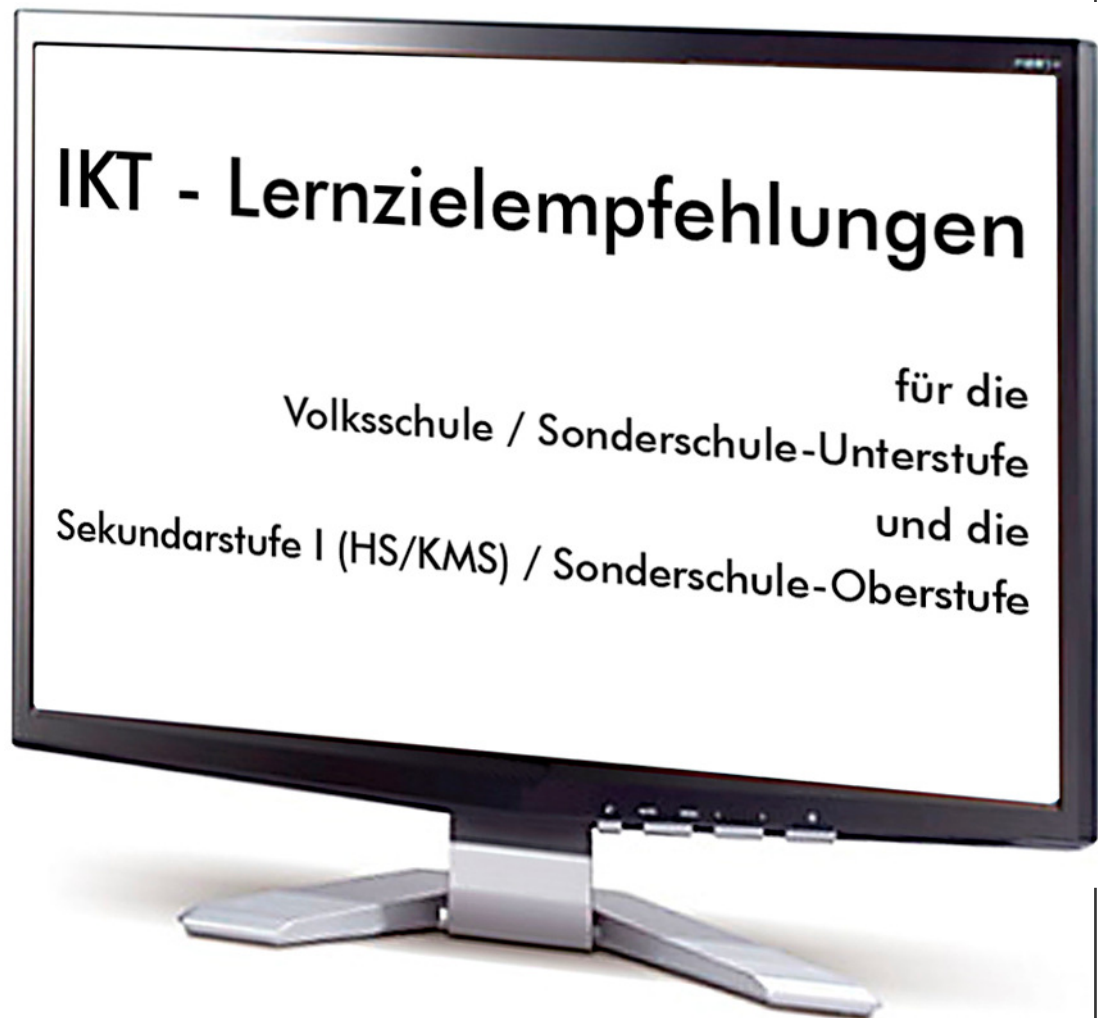 IKT - Lernzielempfehlungen
für die
Volksschule / Sonderschule-Unterstufe
und die
Sekundarstufe I (HS/KMS) / Sonderschule-Oberstufe